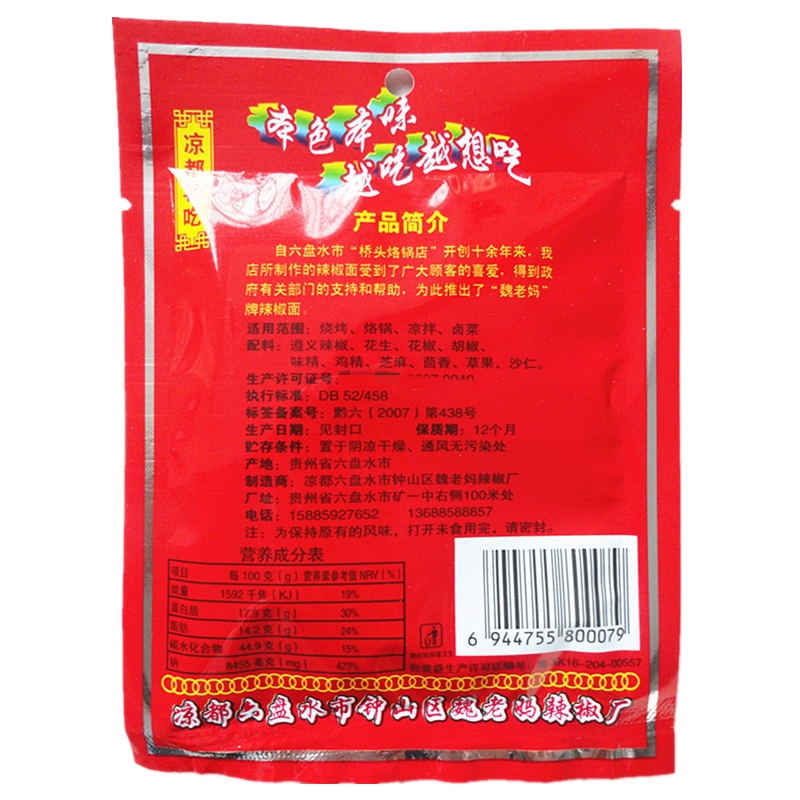 本色本味
越吃越想吃
凉都 吃
产品简介
自六盘水市“桥头烙锅店”开创十余年来，我
店所制作的辣椒面受到了广大顾客的喜爱，得到政
府有关部门的支持和帮助，为此推出了“魏老妈”
牌辣椒面。
适用范围：烧烤、烙锅、凉拌、卤菜
配料：遵义辣椒、花生、花椒、胡椒、
味精、鸡精、芝麻、茴香、草果、沙仁。
生产许可证号：
执行标准：DB 52/458
标签备案号：黔六（2007）第438号
生产日期：见封口 保质期：12个月
贮存条件：置于阴凉干燥、通风无污染处
产地：贵州省六盘水市
制造商：凉都六盘水市钟山区魏老妈辣椒厂
厂址：贵州省六盘水市矿一中右侧100米处
电话：15885927652 13688588857
注：为保持原有的风味，打开未食用完，请密封。
营养成分表
项目 每100克（g） 营养素参考值NRV（%）
能量 1592千焦（KJ） 19%
蛋白质 17.9克（g） 30%
脂肪 14.2克（g） 24%
碳水化合物 44.9克（g） 15%
钠 8455毫克（mg） 423%
6 944755 800079
包装袋生产许可证编号： XK16-204-00557
凉都六盘水市钟山区魏老妈辣椒厂